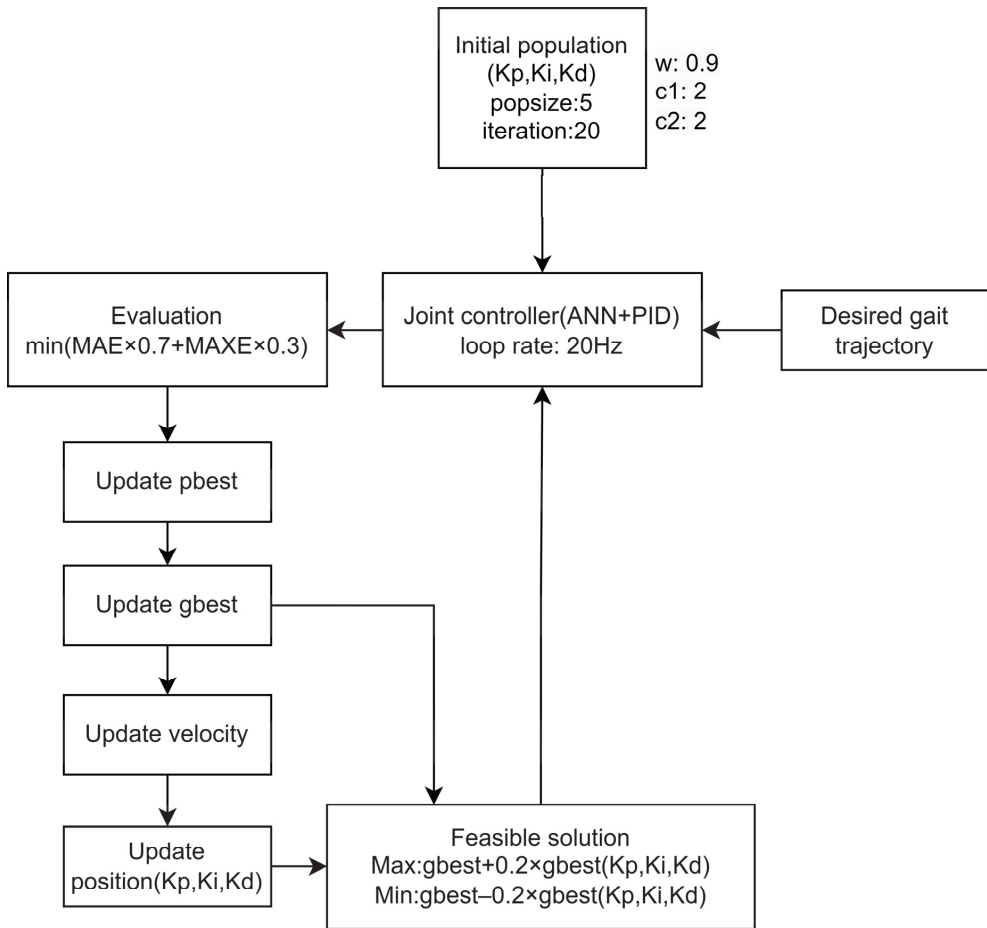 Initial population
(Kp,Ki,Kd)
popsize:5
iteration:20
w: 0.9
c1: 2
c2: 2
Evaluation
min(MAE×0.7+MAXE×0.3)
Joint controller(ANN+PID)
loop rate: 20Hz
Desired gait
trajectory
Update pbest
Update gbest
Update velocity
Update
position(Kp,Ki,Kd)
Feasible solution
Max:gbest+0.2×gbest(Kp,Ki,Kd)
Min:gbest–0.2×gbest(Kp,Ki,Kd)